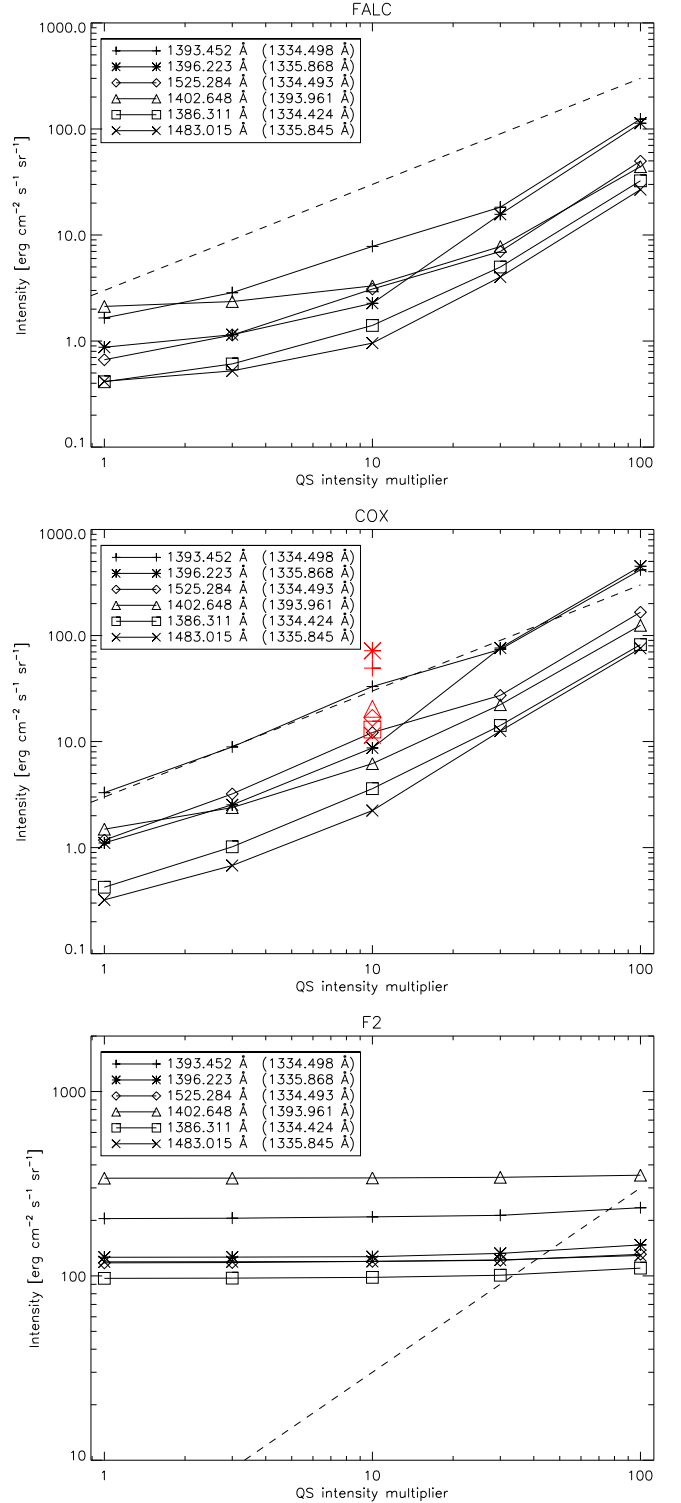 FALC
1000.0
1393.452 Å (1334.498 Å)
1396.223 Å (1335.868 Å)
1525.284 Å (1334.493 Å)
1402.648 Å (1393.961 Å)
1386.311 Å (1334.424 Å)
1483.015 Å (1335.845 Å)
100.0
10.0
1.0
0.1
Intensity [erg cm⁻² s⁻¹ sr⁻¹]
1 10 100
QS intensity multiplier
COX
1000.0
1393.452 Å (1334.498 Å)
1396.223 Å (1335.868 Å)
1525.284 Å (1334.493 Å)
1402.648 Å (1393.961 Å)
1386.311 Å (1334.424 Å)
1483.015 Å (1335.845 Å)
100.0
10.0
1.0
0.1
Intensity [erg cm⁻² s⁻¹ sr⁻¹]
1 10 100
QS intensity multiplier
F2
1393.452 Å (1334.498 Å)
1396.223 Å (1335.868 Å)
1525.284 Å (1334.493 Å)
1402.648 Å (1393.961 Å)
1386.311 Å (1334.424 Å)
1483.015 Å (1335.845 Å)
1000
100
10
Intensity [erg cm⁻² s⁻¹ sr⁻¹]
1 10 100
QS intensity multiplier